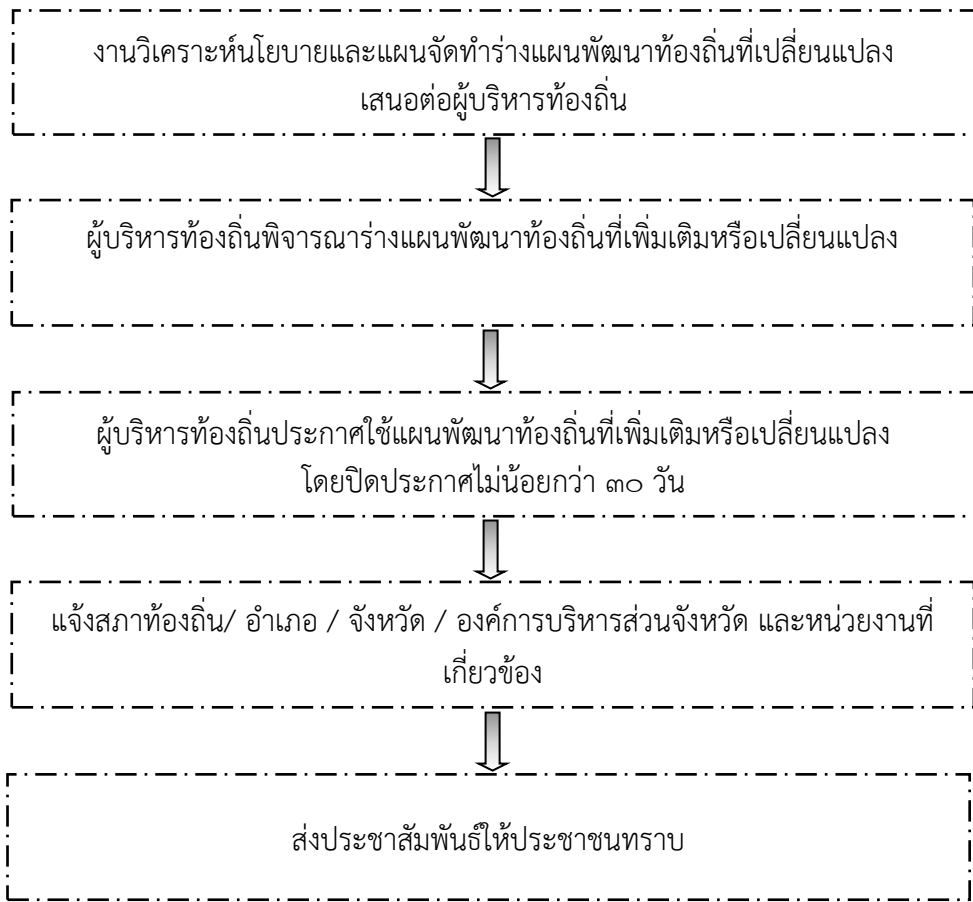 งานวิเคราะห์นโยบายและแผนจัดทำร่างแผนพัฒนาท้องถิ่นที่เปลี่ยนแปลง
เสนอต่อผู้บริหารท้องถิ่น
ผู้บริหารท้องถิ่นพิจารณาร่างแผนพัฒนาท้องถิ่นที่เพิ่มเติมหรือเปลี่ยนแปลง
ผู้บริหารท้องถิ่นประกาศใช้แผนพัฒนาท้องถิ่นที่เพิ่มเติมหรือเปลี่ยนแปลง
โดยปิดประกาศไม่น้อยกว่า ๓๐ วัน
แจ้งสภาท้องถิ่น/ อำเภอ / จังหวัด / องค์การบริหารส่วนจังหวัด และหน่วยงานที่
เกี่ยวข้อง
ส่งประชาสัมพันธ์ให้ประชาชนทราบ